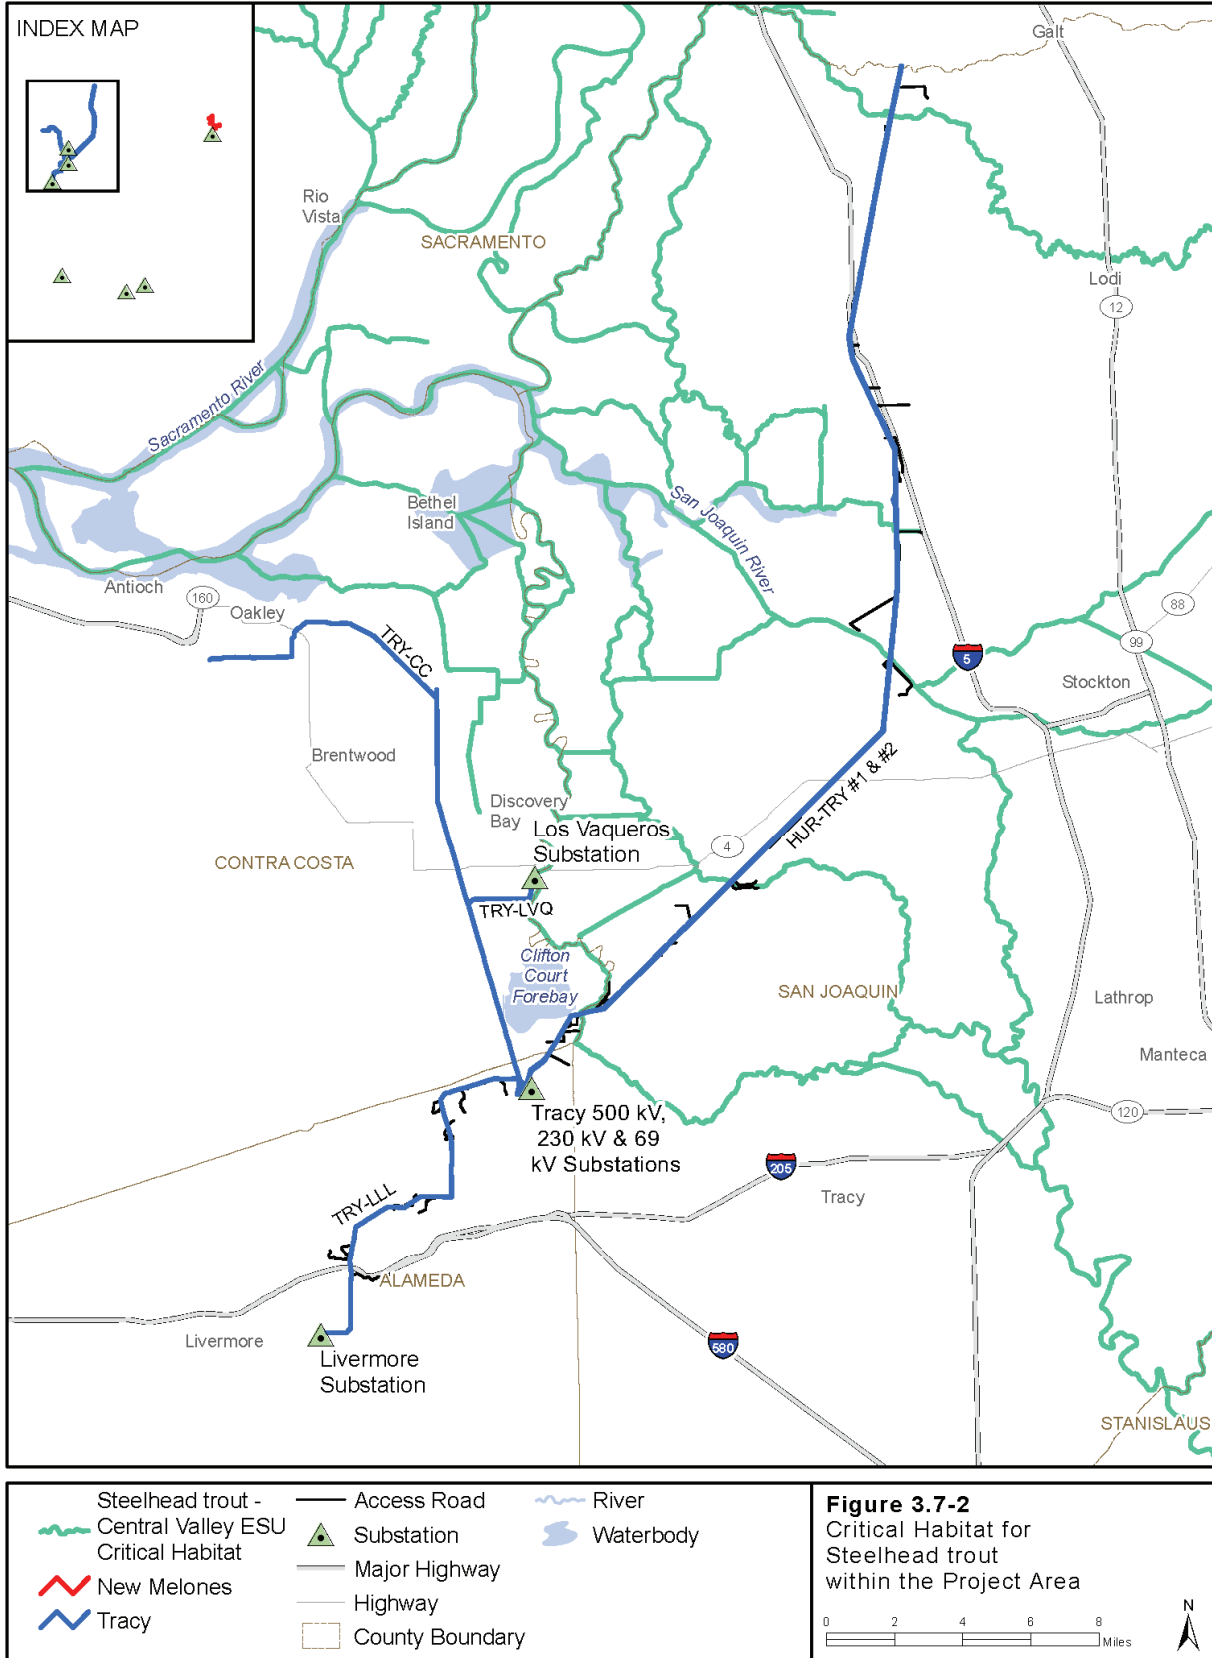 INDEX MAP
Galt
Rio
Vista
SACRAMENTO
Lodi
12
Sacramento River
Bethel
Island
San Joaquin River
Antioch
160
Oakley
88
99
5
TRY-CC
Stockton
Brentwood
HUR-TRY #1 & #2
Discovery
Bay
Los Vaqueros
Substation
4
CONTRA COSTA
TRY-LVQ
Clifton
Court
Forebay
SAN JOAQUIN
Lathrop
Manteca
Tracy 500 kV,
230 kV & 69
kV Substations
120
205
Tracy
TRY-LLL
ALAMEDA
Livermore
580
Livermore
Substation
STANISLAUS
Steelhead trout -
Central Valley ESU
Critical Habitat
New Melones
Tracy
Access Road
Substation
Major Highway
Highway
County Boundary
River
Waterbody
Figure 3.7-2
Critical Habitat for
Steelhead trout
within the Project Area
0 2 4 6 8
Miles
N